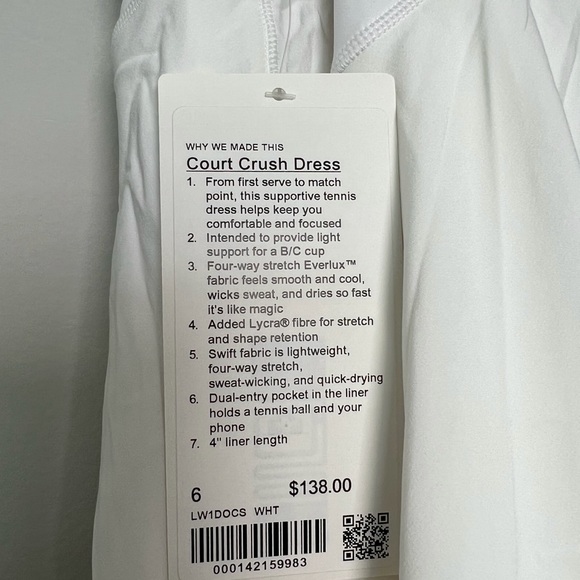 WHY WE MADE THIS
Court Crush Dress
1. From first serve to match
point, this supportive tennis
dress helps keep you
comfortable and focused
2. Intended to provide light
support for a B/C cup
3. Four-way stretch Everlux™
fabric feels smooth and cool,
wicks sweat, and dries so fast
it's like magic
4. Added Lycra® fibre for stretch
and shape retention
5. Swift fabric is lightweight,
four-way stretch,
sweat-wicking, and quick-drying
6. Dual-entry pocket in the liner
holds a tennis ball and your
phone
7. 4" liner length
6 $138.00
LW1DOCS WHT
000142159983